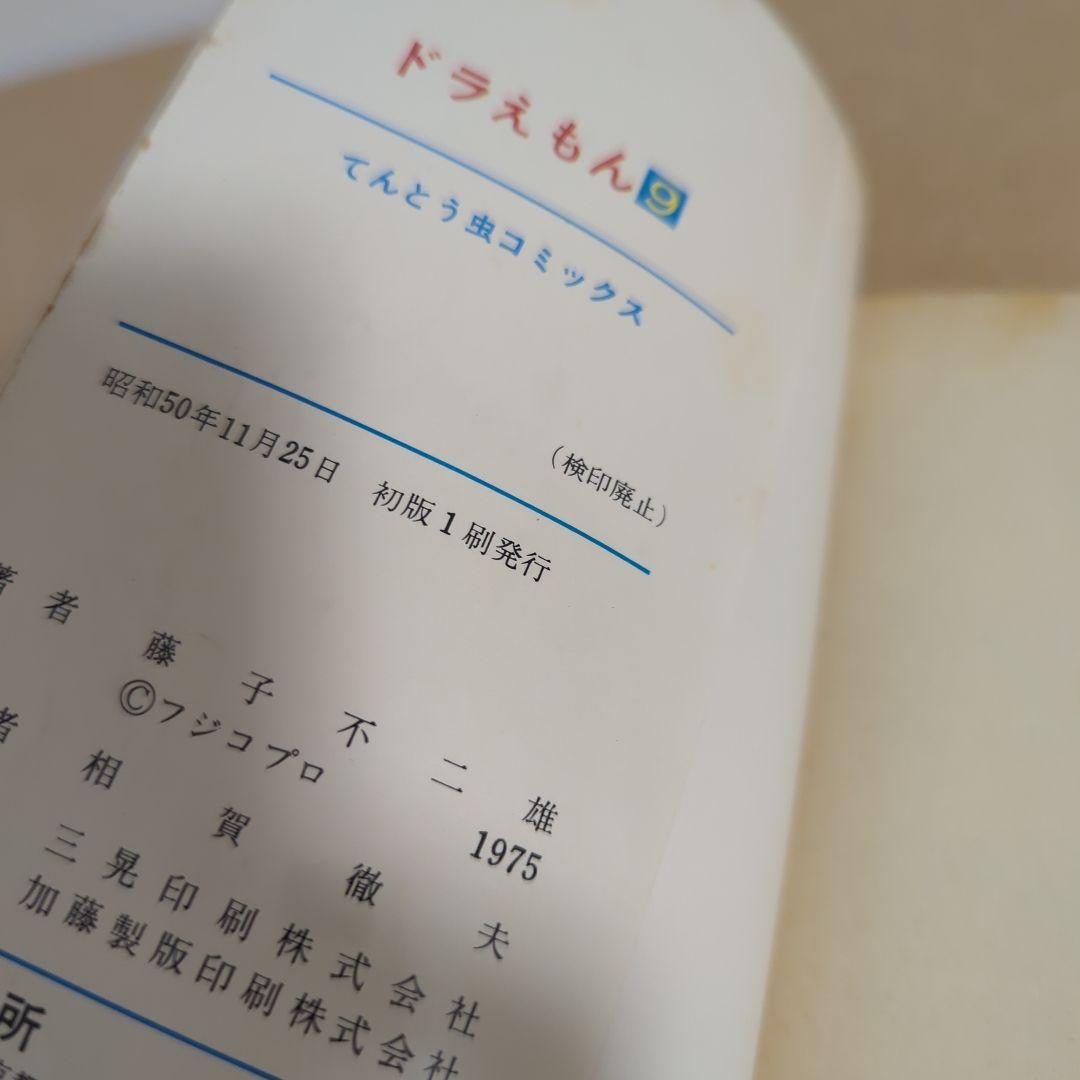 ドラえもん9
てんとう虫コミックス
(検印廃止)
昭和50年11月25日 初版1刷発行
著者 藤子不二雄
©フジコプロ 1975
者 相賀徹夫
三晃印刷株式会社
加藤製版印刷株式会社
所